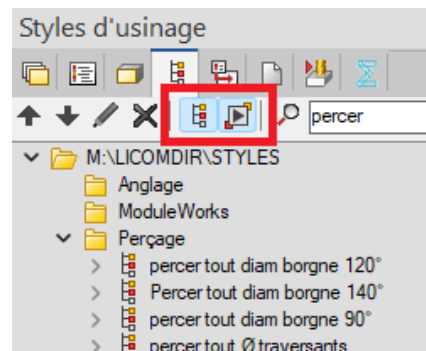 Styles d'usinage
percer
M:\LICOMDIR\STYLES
Anglage
ModuleWorks
Perçage
percer tout diam borgne 120°
Percer tout diam borgne 140°
percer tout diam borgne 90°
percer tout Ø traversants